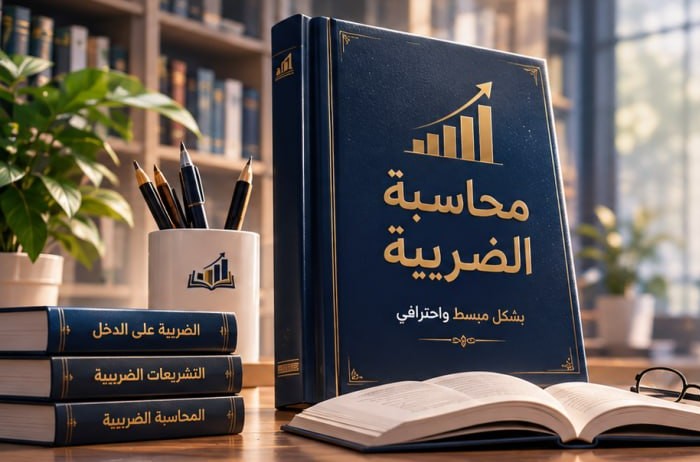 محاسبة
الضريبة
بشكل مبسط واحترافي
الضريبة على الدخل
التشريعات الضريبية
المحاسبة الضريبية